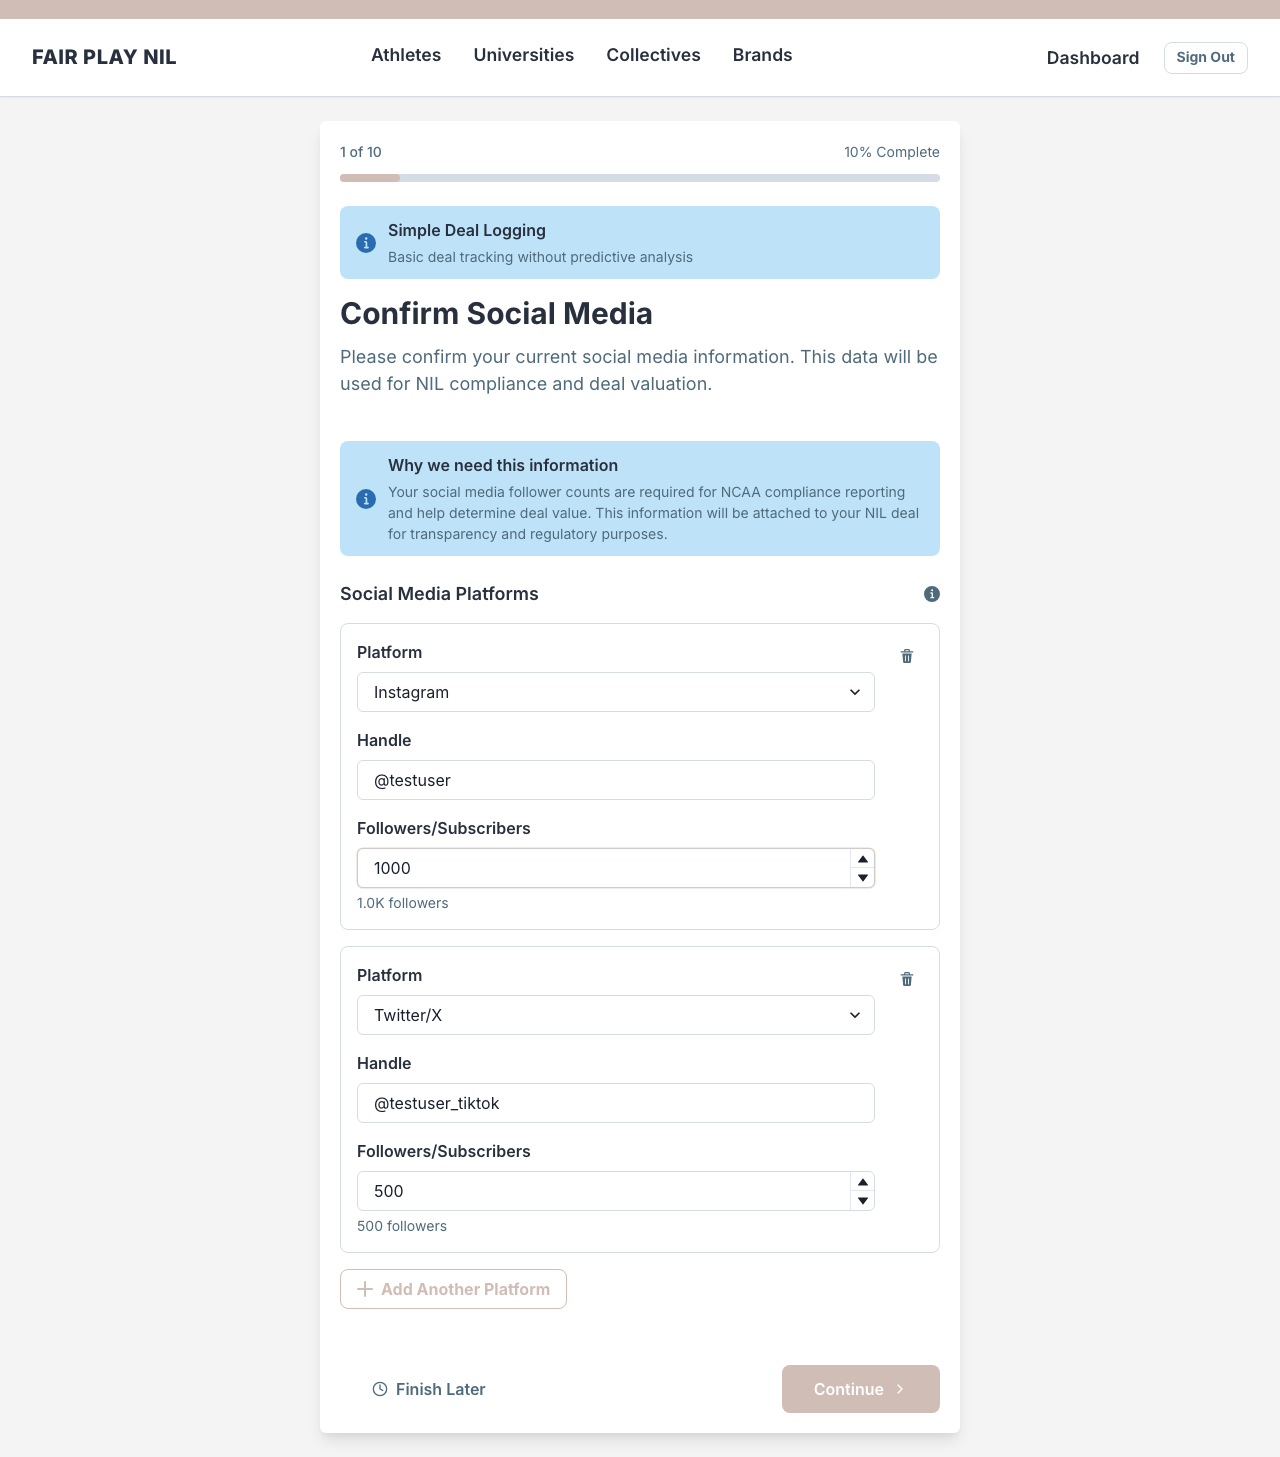 FAIR PLAY NIL
Athletes Universities Collectives Brands
Dashboard Sign Out
1 of 10 10% Complete
Simple Deal Logging
Basic deal tracking without predictive analysis
Confirm Social Media
Please confirm your current social media information. This data will be
used for NIL compliance and deal valuation.
Why we need this information
Your social media follower counts are required for NCAA compliance reporting
and help determine deal value. This information will be attached to your NIL deal
for transparency and regulatory purposes.
Social Media Platforms
Platform
Instagram
Handle
@testuser
Followers/Subscribers
1000
1.0K followers
Platform
Twitter/X
Handle
@testuser_tiktok
Followers/Subscribers
500
500 followers
Add Another Platform
Finish Later Continue